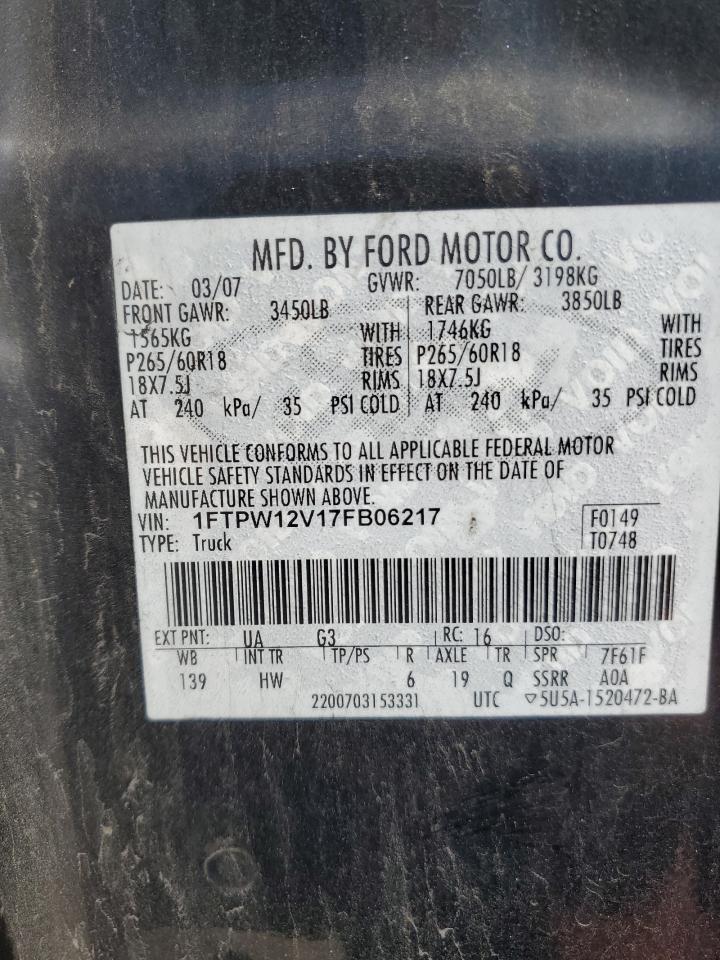 MFD. BY FORD MOTOR CO.
DATE: 03/07 GVWR: 7050LB/ 3198KG
FRONT GAWR: 3450LB REAR GAWR: 3850LB
1565KG WITH 1746KG WITH
P265/60R18 TIRES P265/60R18 TIRES
18X7.5J RIMS 18X7.5J RIMS
AT 240 kPa/ 35 PSI COLD AT 240 kPa/ 35 PSI COLD
THIS VEHICLE CONFORMS TO ALL APPLICABLE FEDERAL MOTOR
VEHICLE SAFETY STANDARDS IN EFFECT ON THE DATE OF
MANUFACTURE SHOWN ABOVE.
VIN: 1FTPW12V17FB06217 F0149
TYPE: Truck T0748
EXT PNT: UA G3 RC: 16 DSO:
WB INT TR TP/PS R AXLE TR SPR 7F61F
139 HW 6 19 Q SSRR A0A
2200703153331 UTC ▽5U5A-1520472-BA